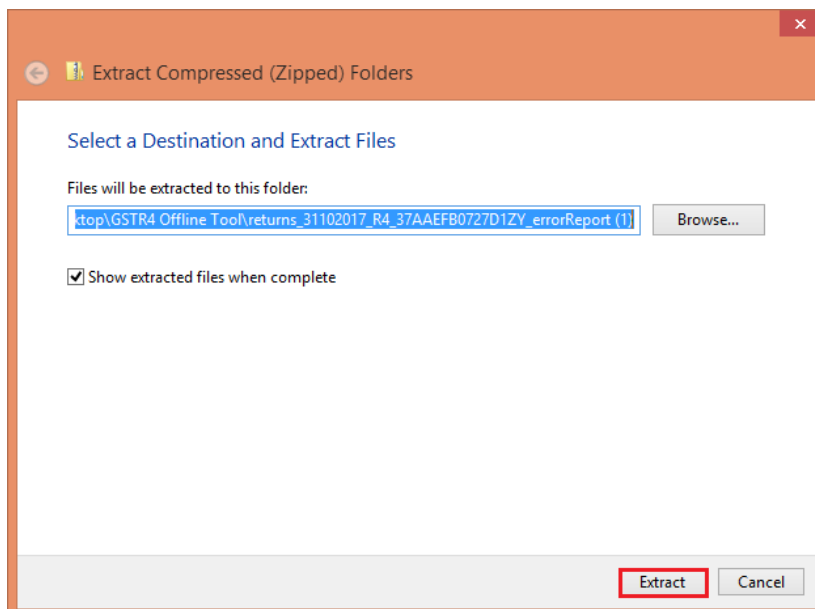 Extract Compressed (Zipped) Folders
Select a Destination and Extract Files
Files will be extracted to this folder:
ktop\GSTR4 Offline Tool\returns_31102017_R4_37AAEFB0727D1ZY_errorReport (1)
Browse...
Show extracted files when complete
Extract
Cancel